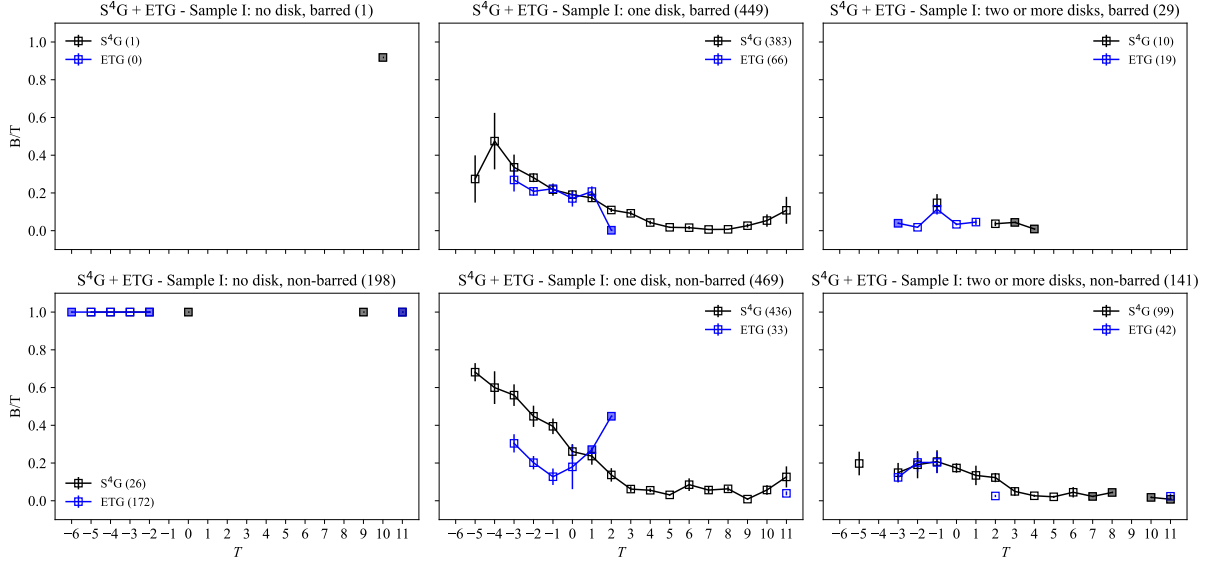 S⁴G + ETG - Sample I: no disk, barred (1)
S⁴G (1)
ETG (0)
1.0
0.8
0.6
0.4
0.2
0.0
B/T
S⁴G + ETG - Sample I: one disk, barred (449)
S⁴G (383)
ETG (66)
S⁴G + ETG - Sample I: two or more disks, barred (29)
S⁴G (10)
ETG (19)
S⁴G + ETG - Sample I: no disk, non-barred (198)
S⁴G (26)
ETG (172)
1.0
0.8
0.6
0.4
0.2
0.0
B/T
−6 −5 −4 −3 −2 −1 0 1 2 3 4 5 6 7 8 9 10 11
T
S⁴G + ETG - Sample I: one disk, non-barred (469)
S⁴G (436)
ETG (33)
−6 −5 −4 −3 −2 −1 0 1 2 3 4 5 6 7 8 9 10 11
T
S⁴G + ETG - Sample I: two or more disks, non-barred (141)
S⁴G (99)
ETG (42)
−6 −5 −4 −3 −2 −1 0 1 2 3 4 5 6 7 8 9 10 11
T